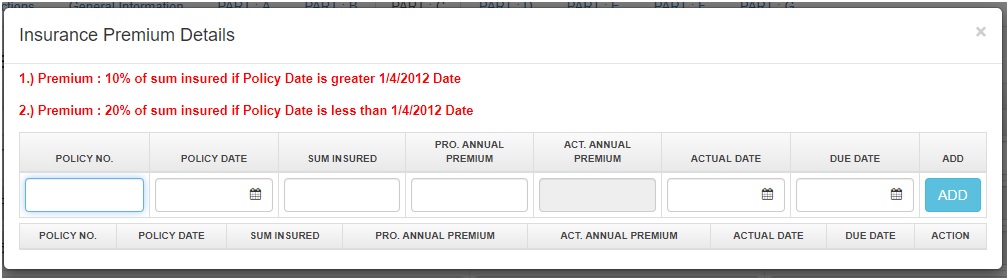 ctions General Information PART : A PART : B PART : C PART : D PART : E PART : F PART : G
Insurance Premium Details ×
1.) Premium : 10% of sum insured if Policy Date is greater 1/4/2012 Date
2.) Premium : 20% of sum insured if Policy Date is less than 1/4/2012 Date
POLICY NO. POLICY DATE SUM INSURED PRO. ANNUAL PREMIUM ACT. ANNUAL PREMIUM ACTUAL DATE DUE DATE ADD
ADD
POLICY NO. POLICY DATE SUM INSURED PRO. ANNUAL PREMIUM ACT. ANNUAL PREMIUM ACTUAL DATE DUE DATE ACTION